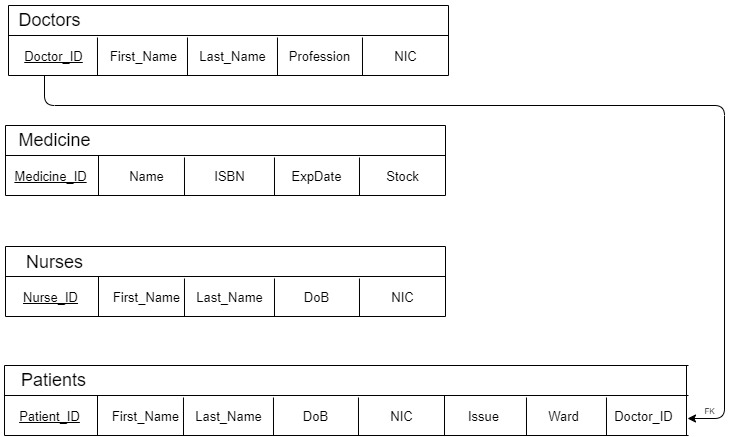 Doctors
Doctor_ID First_Name Last_Name Profession NIC
Medicine
Medicine_ID Name ISBN ExpDate Stock
Nurses
Nurse_ID First_Name Last_Name DoB NIC
Patients
Patient_ID First_Name Last_Name DoB NIC Issue Ward Doctor_ID FK